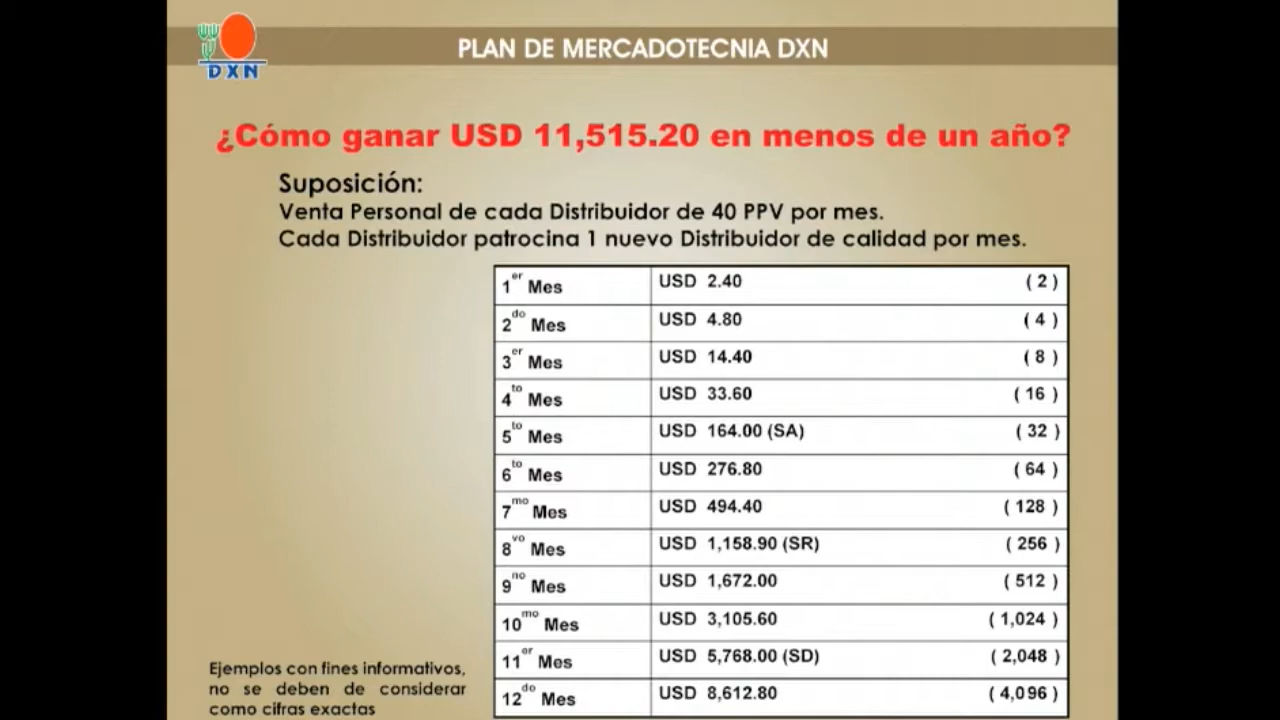 DXN
PLAN DE MERCADOTECNIA DXN
¿Cómo ganar USD 11,515.20 en menos de un año?
Suposición:
Venta Personal de cada Distribuidor de 40 PPV por mes.
Cada Distribuidor patrocina 1 nuevo Distribuidor de calidad por mes.
1er Mes USD 2.40 ( 2 )
2do Mes USD 4.80 ( 4 )
3er Mes USD 14.40 ( 8 )
4to Mes USD 33.60 ( 16 )
5to Mes USD 164.00 (SA) ( 32 )
6to Mes USD 276.80 ( 64 )
7mo Mes USD 494.40 ( 128 )
8vo Mes USD 1,158.90 (SR) ( 256 )
9no Mes USD 1,672.00 ( 512 )
10mo Mes USD 3,105.60 ( 1,024 )
11er Mes USD 5,768.00 (SD) ( 2,048 )
12do Mes USD 8,612.80 ( 4,096 )
Ejemplos con fines informativos,
no se deben de considerar
como cifras exactas